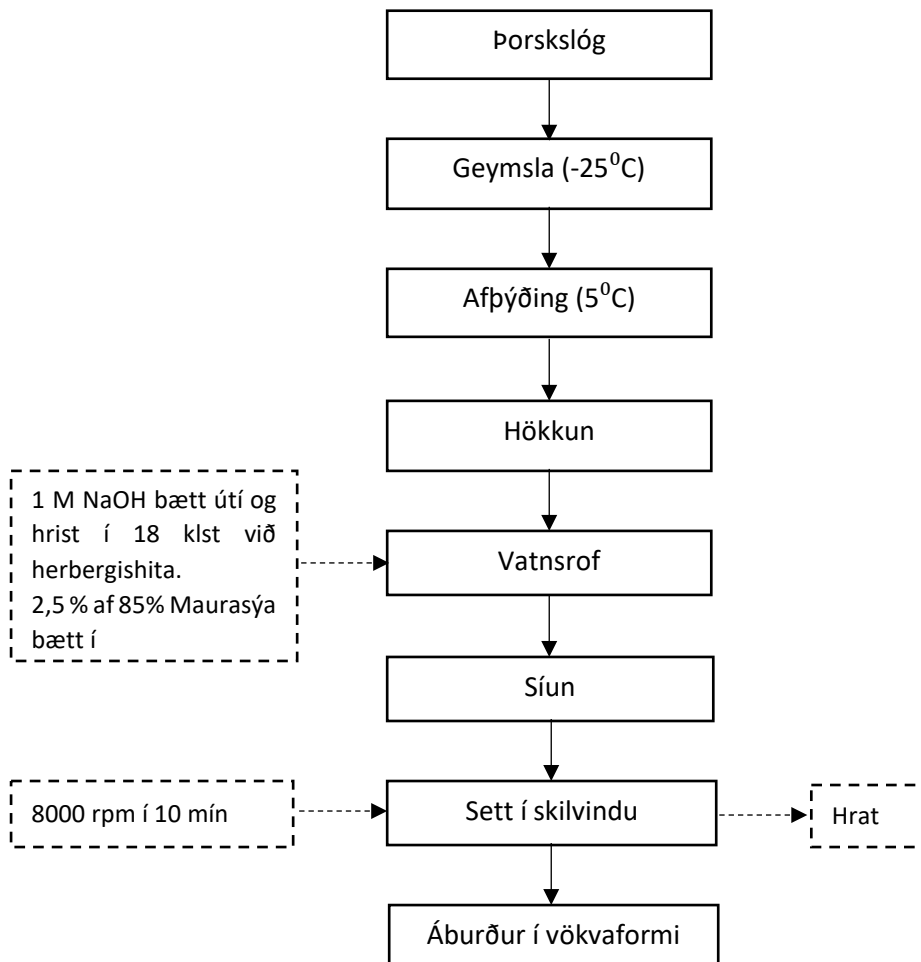 Þorskslóg
Geymsla (-25⁰C)
Afþýðing (5⁰C)
Hökkun
1 M NaOH bætt útí og
hrist í 18 klst við
herbergishita.
2,5 % af 85% Maurasýa
bætt í
Vatnsrof
Síun
8000 rpm í 10 mín
Sett í skilvindu
Hrat
Áburður í vökvaformi